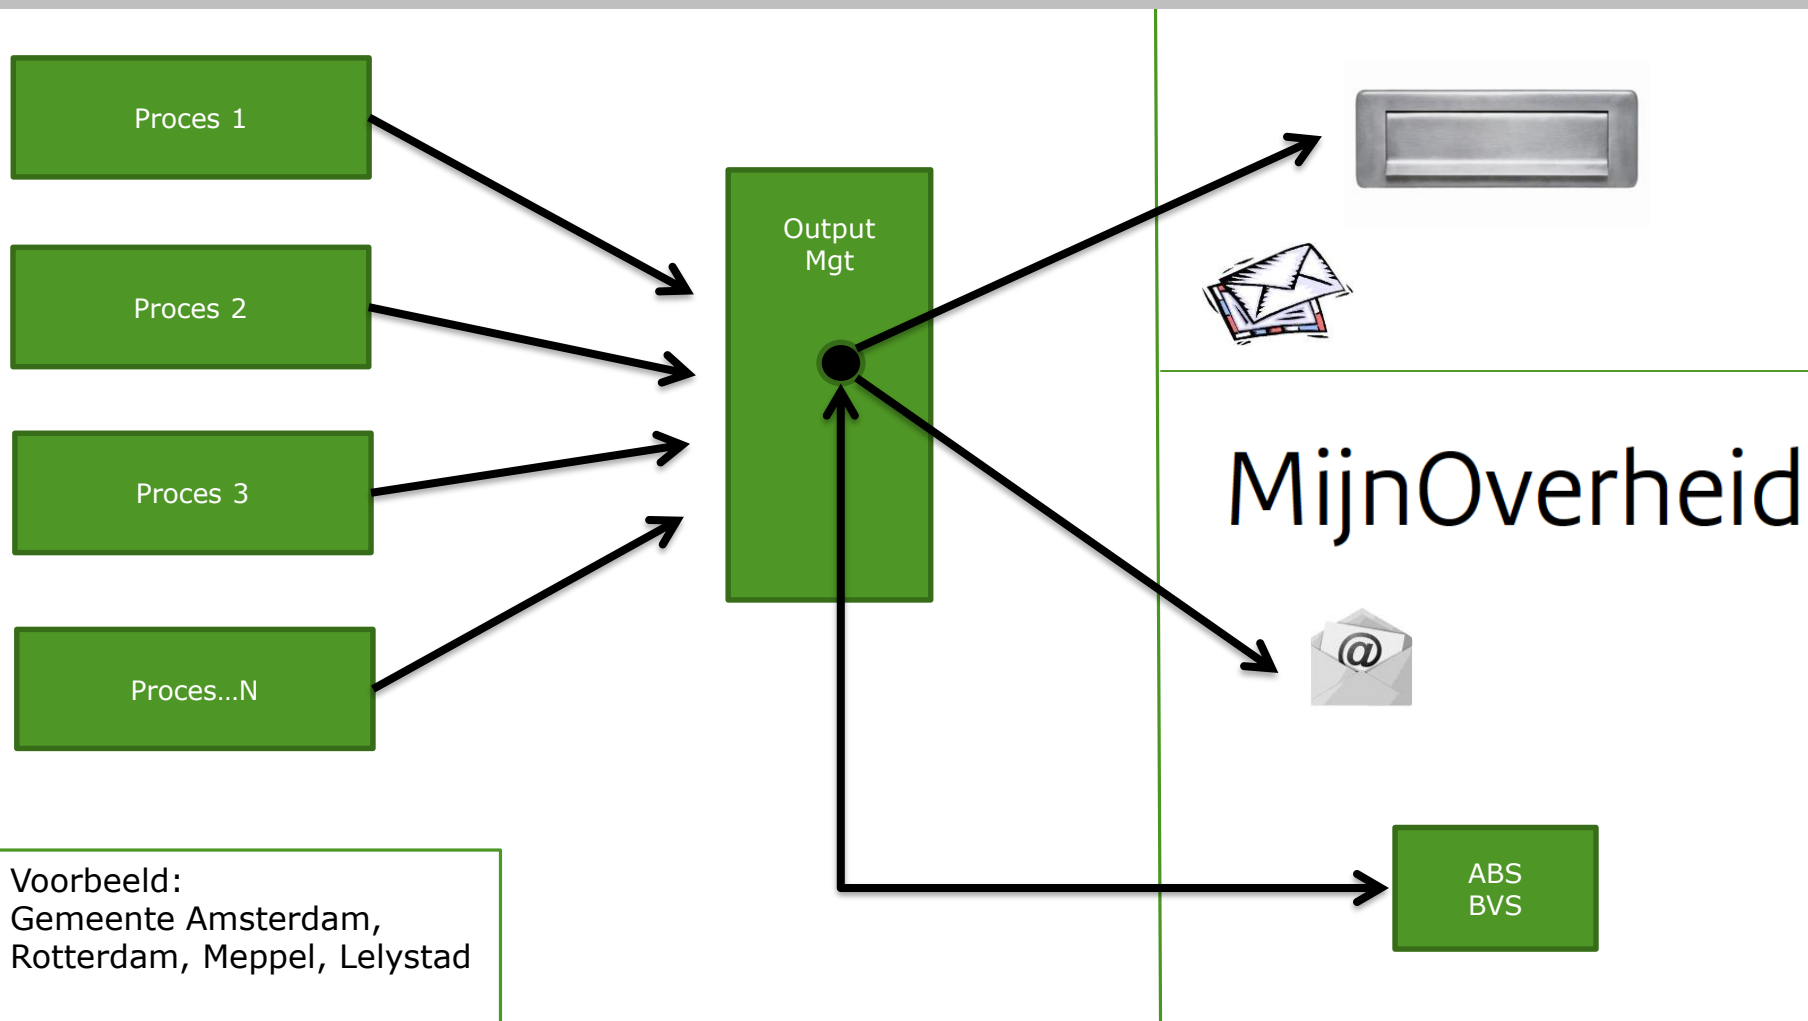 Proces 1
Proces 2
Proces 3
Proces...N
Output
Mgt
MijnOverheid
@
ABS
BVS
Voorbeeld:
Gemeente Amsterdam,
Rotterdam, Meppel, Lelystad